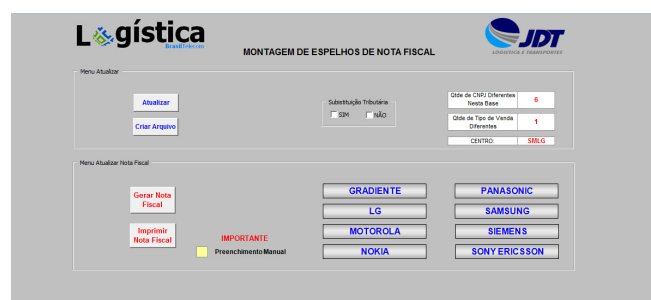 Logística
BrasilTelecom
MONTAGEM DE ESPELHOS DE NOTA FISCAL
JDT
LOGÍSTICA E TRANSPORTES
Menu Atualizar
Atualizar
Criar Arquivo
Substituição Tributária
SIM NÃO
Qtde de CNPJ Diferentes
Nesta Base
6
Qtde de Tipo de Venda
Diferentes
1
CENTRO: SMLG
Menu Atualizar Nota Fiscal
Gerar Nota
Fiscal
Imprimir
Nota Fiscal
IMPORTANTE
Preenchimento Manual
GRADIENTE
LG
MOTOROLA
NOKIA
PANASONIC
SAMSUNG
SIEMENS
SONY ERICSSON